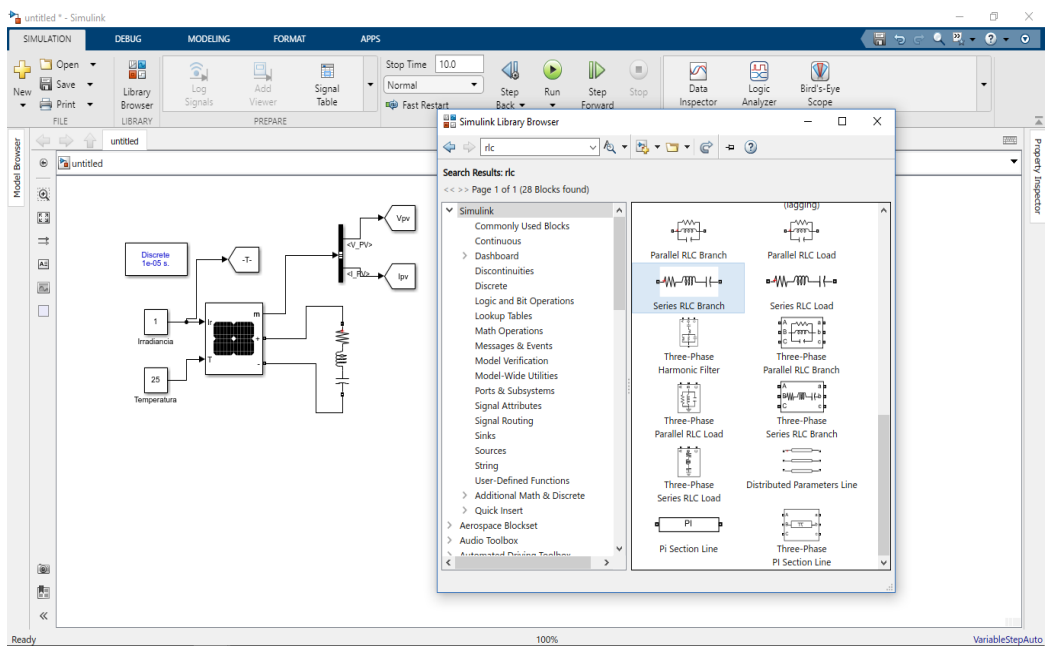 untitled * - Simulink
SIMULATION DEBUG MODELING FORMAT APPS
New
Open
Save
Print
FILE
Library
Browser
LIBRARY
Log
Signals
Add
Viewer
Signal
Table
PREPARE
Stop Time 10.0
Normal
Fast Restart
Step
Back
Run
Step
Forward
Stop
Data
Inspector
Logic
Analyzer
Bird's-Eye
Scope
untitled
untitled
Model Browser
Property Inspector
Discrete
1e-05 s.
-T-
Vpv
<V_PV>
Ipv
1
Irradiancia
25
Temperatura
Ir
T
m
+
-
Simulink Library Browser
rlc
Search Results: rlc
<< >> Page 1 of 1 (28 Blocks found)
Simulink
Commonly Used Blocks
Continuous
Dashboard
Discontinuities
Discrete
Logic and Bit Operations
Lookup Tables
Math Operations
Messages & Events
Model Verification
Model-Wide Utilities
Ports & Subsystems
Signal Attributes
Signal Routing
Sinks
Sources
String
User-Defined Functions
Additional Math & Discrete
Quick Insert
Aerospace Blockset
Audio Toolbox
Automated Driving Toolbox
(lagging)
Parallel RLC Branch
Parallel RLC Load
Series RLC Branch
Series RLC Load
Three-Phase
Harmonic Filter
Three-Phase
Parallel RLC Branch
Three-Phase
Parallel RLC Load
Three-Phase
Series RLC Branch
Three-Phase
Series RLC Load
Distributed Parameters Line
PI
Pi Section Line
Three-Phase
PI Section Line
Ready
100%
VariableStepAuto